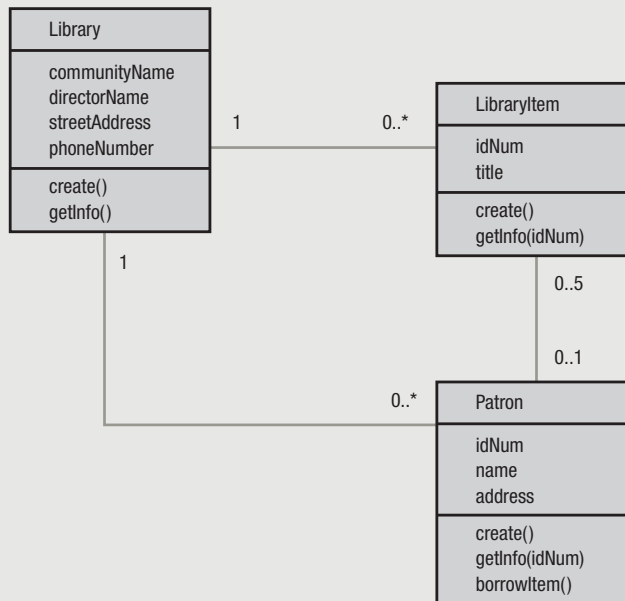 Library
communityName
directorName
streetAddress
phoneNumber
create()
getInfo()
1
0..*
LibraryItem
idNum
title
create()
getInfo(idNum)
1
0..5
0..1
0..*
Patron
idNum
name
address
create()
getInfo(idNum)
borrowItem()